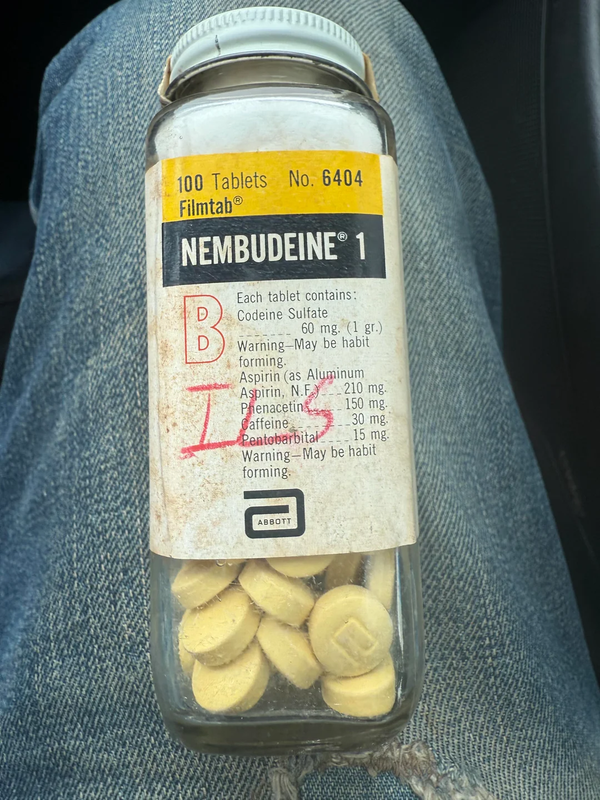 100 Tablets No. 6404
Filmtab®
NEMBUDEINE® 1
B
Each tablet contains:
Codeine Sulfate
60 mg. (1 gr.)
Warning—May be habit
forming.
Aspirin (as Aluminum
Aspirin, N.F.) 210 mg.
Phenacetin 150 mg.
Caffeine 30 mg.
Pentobarbital 15 mg.
Warning—May be habit
forming.
ABBOTT